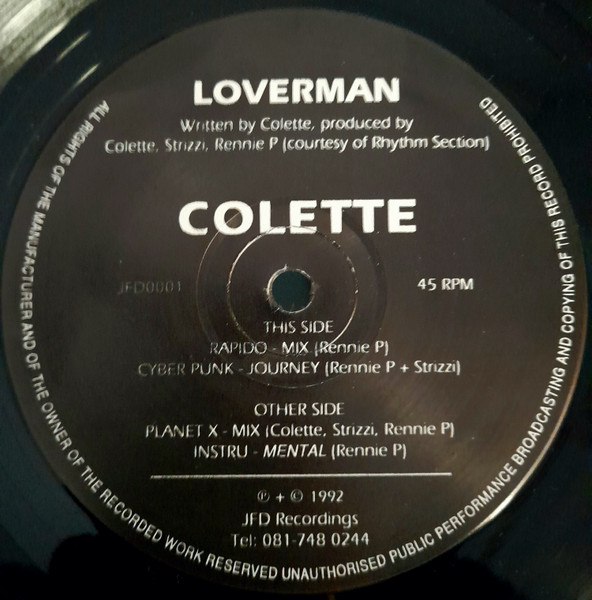 LOVERMAN
Written by Colette, produced by
Colette, Strizzi, Rennie P (courtesy of Rhythm Section)
COLETTE
JFD0001
45 RPM
THIS SIDE
RAPIDO - MIX (Rennie P)
CYBER PUNK - JOURNEY (Rennie P + Strizzi)
OTHER SIDE
PLANET X - MIX (Colette, Strizzi, Rennie P)
INSTRU - MENTAL (Rennie P)
℗ + © 1992
JFD Recordings
Tel: 081-748 0244
ALL RIGHTS OF THE MANUFACTURER AND OF THE OWNER OF THE RECORDED WORK RESERVED UNAUTHORISED PUBLIC PERFORMANCE BROADCASTING AND COPYING OF THIS RECORD PROHIBITED